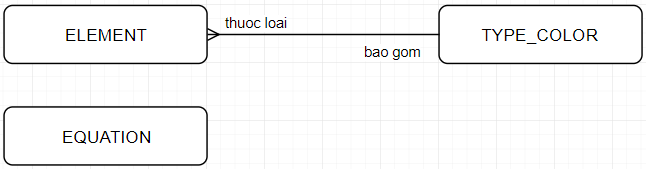 ELEMENT
thuoc loai
bao gom
TYPE_COLOR
EQUATION